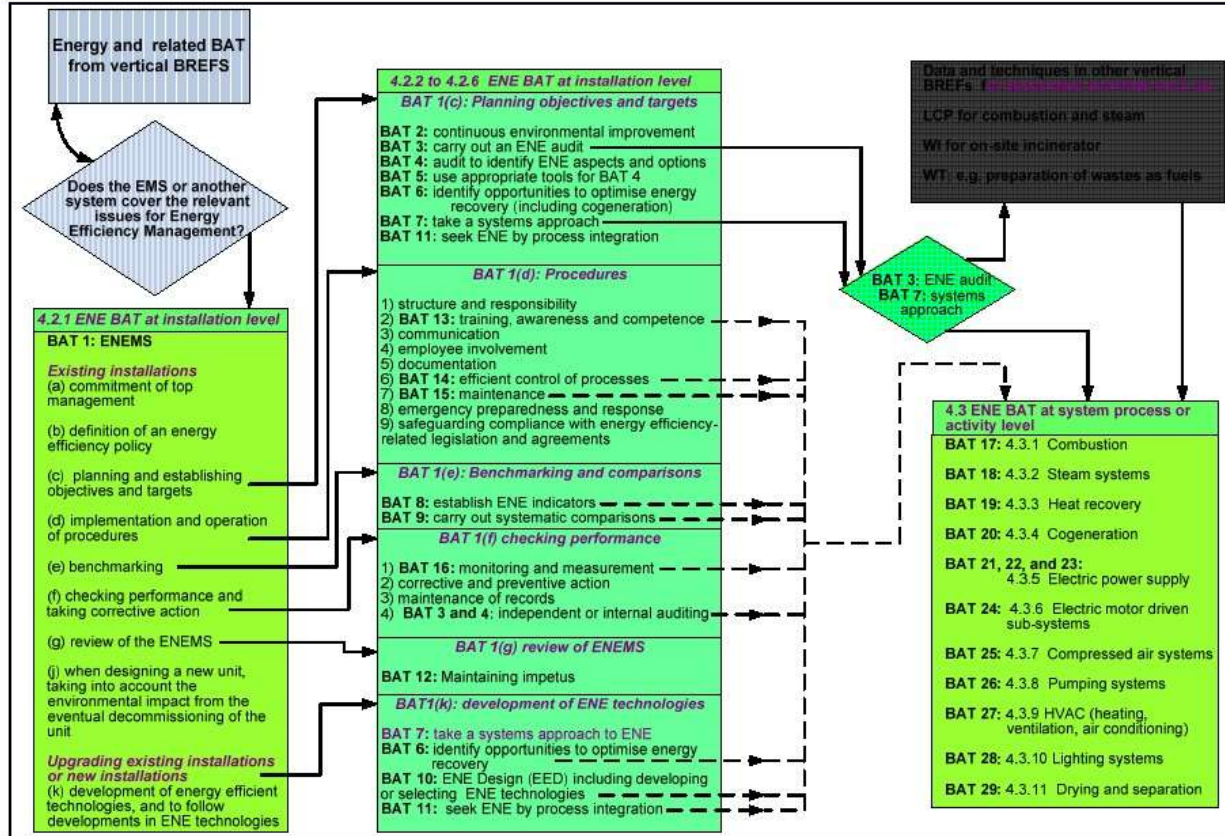 Energy and related BAT
from vertical BREFS
Does the EMS or another
system cover the relevant
issues for Energy
Efficiency Management?
4.2.1 ENE BAT at installation level
BAT 1: ENEMS
Existing installations
(a) commitment of top
management
(b) definition of an energy
efficiency policy
(c) planning and establishing
objectives and targets
(d) implementation and operation
of procedures
(e) benchmarking
(f) checking performance and
taking corrective action
(g) review of the ENEMS
(j) when designing a new unit,
taking into account the
environmental impact from the
eventual decommissioning of the
unit
Upgrading existing installations
or new installations
(k) development of energy efficient
technologies, and to follow
developments in ENE technologies
4.2.2 to 4.2.6 ENE BAT at installation level
BAT 1(c): Planning objectives and targets
BAT 2: continuous environmental improvement
BAT 3: carry out an ENE audit
BAT 4: audit to identify ENE aspects and options
BAT 5: use appropriate tools for BAT 4
BAT 6: identify opportunities to optimise energy
recovery (including cogeneration)
BAT 7: take a systems approach
BAT 11: seek ENE by process integration
BAT 1(d): Procedures
1) structure and responsibility
2) BAT 13: training, awareness and competence
3) communication
4) employee involvement
5) documentation
6) BAT 14: efficient control of processes
7) BAT 15: maintenance
8) emergency preparedness and response
9) safeguarding compliance with energy efficiency-
related legislation and agreements
BAT 1(e): Benchmarking and comparisons
BAT 8: establish ENE indicators
BAT 9: carry out systematic comparisons
BAT 1(f) checking performance
1) BAT 16: monitoring and measurement
2) corrective and preventive action
3) maintenance of records
4) BAT 3 and 4; independent or internal auditing
BAT 1(g) review of ENEMS
BAT 12: Maintaining impetus
BAT1(k): development of ENE technologies
BAT 7: take a systems approach to ENE
BAT 6: identify opportunities to optimise energy
recovery
BAT 10: ENE Design (EED) including developing
or selecting ENE technologies
BAT 11: seek ENE by process integration
Data and techniques in other vertical
BREFs
LCP for combustion and steam
WI for on-site incinerator
WT: e.g, preparation of wastes as fuels
BAT 3: ENE audit
BAT 7: systems
approach
4.3 ENE BAT at system process or
activity level
BAT 17: 4.3.1 Combustion
BAT 18: 4.3.2 Steam systems
BAT 19: 4.3.3 Heat recovery
BAT 20: 4.3.4 Cogeneration
BAT 21, 22, and 23:
4.3.5 Electric power supply
BAT 24: 4.3.6 Electric motor driven
sub-systems
BAT 25: 4.3.7 Compressed air systems
BAT 26: 4.3.8 Pumping systems
BAT 27: 4.3.9 HVAC (heating,
ventilation, air conditioning)
BAT 28: 4.3.10 Lighting systems
BAT 29: 4.3.11 Drying and separation